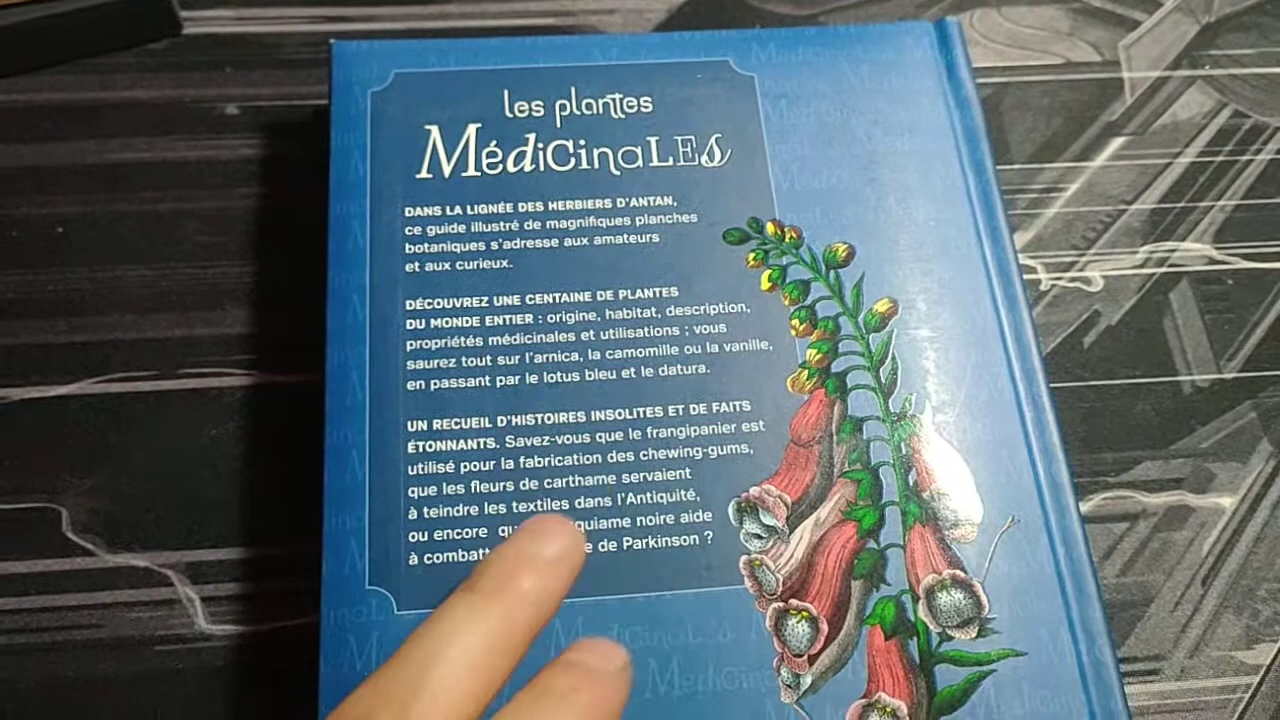 les plantes
MédiCinaLEs
DANS LA LIGNÉE DES HERBIERS D'ANTAN,
ce guide illustré de magnifiques planches
botaniques s'adresse aux amateurs
et aux curieux.
DÉCOUVREZ UNE CENTAINE DE PLANTES
DU MONDE ENTIER : origine, habitat, description,
propriétés médicinales et utilisations ; vous
saurez tout sur l'arnica, la camomille ou la vanille,
en passant par le lotus bleu et le datura.
UN RECUEIL D'HISTOIRES INSOLITES ET DE FAITS
ÉTONNANTS. Savez-vous que le frangipanier est
utilisé pour la fabrication des chewing-gums,
que les fleurs de carthame servaient
à teindre les textiles dans l'Antiquité,
ou encore noire aide
à de Parkinson ?
MédiCinaLEs